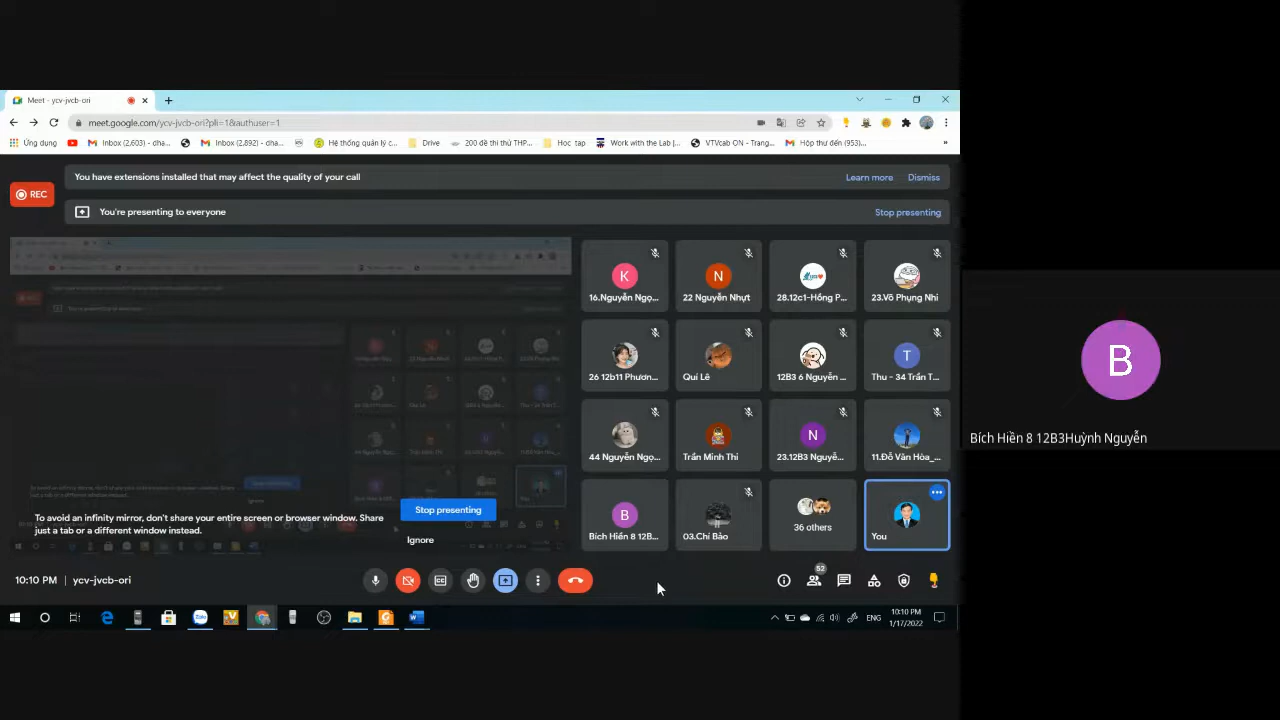 Meet - ycv-jvcb-ori
meet.google.com/ycv-jvcb-ori?pli=1&authuser=1
Ứng dụng
Inbox (2,603) - dha...
Inbox (2,892) - dha...
Hệ thống quản lý c...
Drive
200 đề thi thử THP...
Học tập
Work with the Lab |...
VTVcab ON - Trang...
Hộp thư đến (953)...
»
You have extensions installed that may affect the quality of your call
Learn more
Dismiss
REC
You're presenting to everyone
Stop presenting
K
16.Nguyễn Ngọ...
N
22 Nguyễn Nhựt
28.12c1-Hồng P...
23.Võ Phụng Nhi
26 12b11 Phươn...
Quí Lê
12B3 6 Nguyễn ...
T
Thu - 34 Trần T...
44 Nguyễn Ngọ...
Trần Minh Thi
N
23.12B3 Nguyễ...
11.Đỗ Văn Hòa_...
B
Bích Hiền 8 12B...
03.Chí Bảo
36 others
You
To avoid an infinity mirror, don't share your entire screen or browser window. Share
just a tab or a different window instead.
Stop presenting
Ignore
10:10 PM | ycv-jvcb-ori
52
ENG
10:10 PM
1/17/2022
B
Bích Hiền 8 12B3Huỳnh Nguyễn